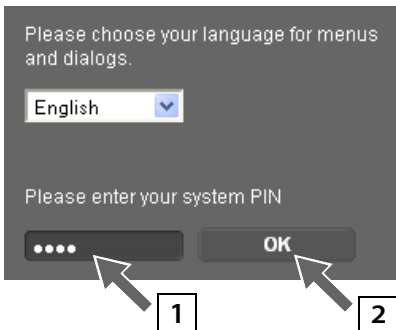 Please choose your language for menus
and dialogs.
English
Please enter your system PIN
••••
OK
1
2